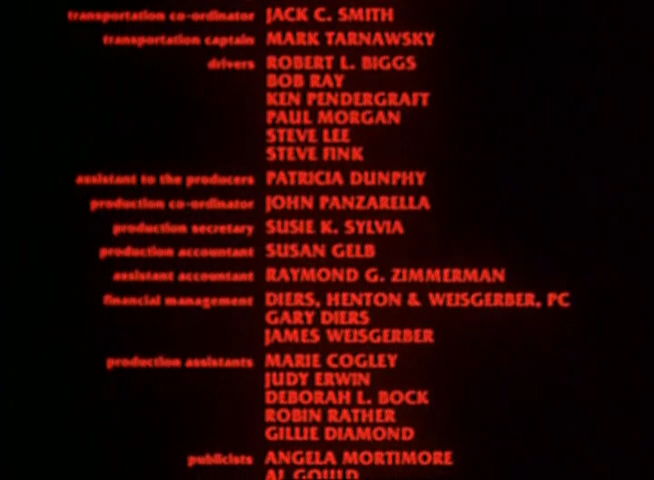 transportation co-ordinator JACK C. SMITH
transportation captain MARK TARNAWSKY
drivers ROBERT L. BIGGS
BOB RAY
KEN PENDERGRAFT
PAUL MORGAN
STEVE LEE
STEVE FINK
assistant to the producers PATRICIA DUNPHY
production co-ordinator JOHN PANZARELLA
production secretary SUSIE K. SYLVIA
production accountant SUSAN GELB
assistant accountant RAYMOND G. ZIMMERMAN
financial management DIERS, HENTON & WEISGERBER, PC
GARY DIERS
JAMES WEISGERBER
production assistants MARIE COGLEY
JUDY ERWIN
DEBORAH L. BOCK
ROBIN RATHER
GILLIE DIAMOND
publicists ANGELA MORTIMORE
AL GOULD